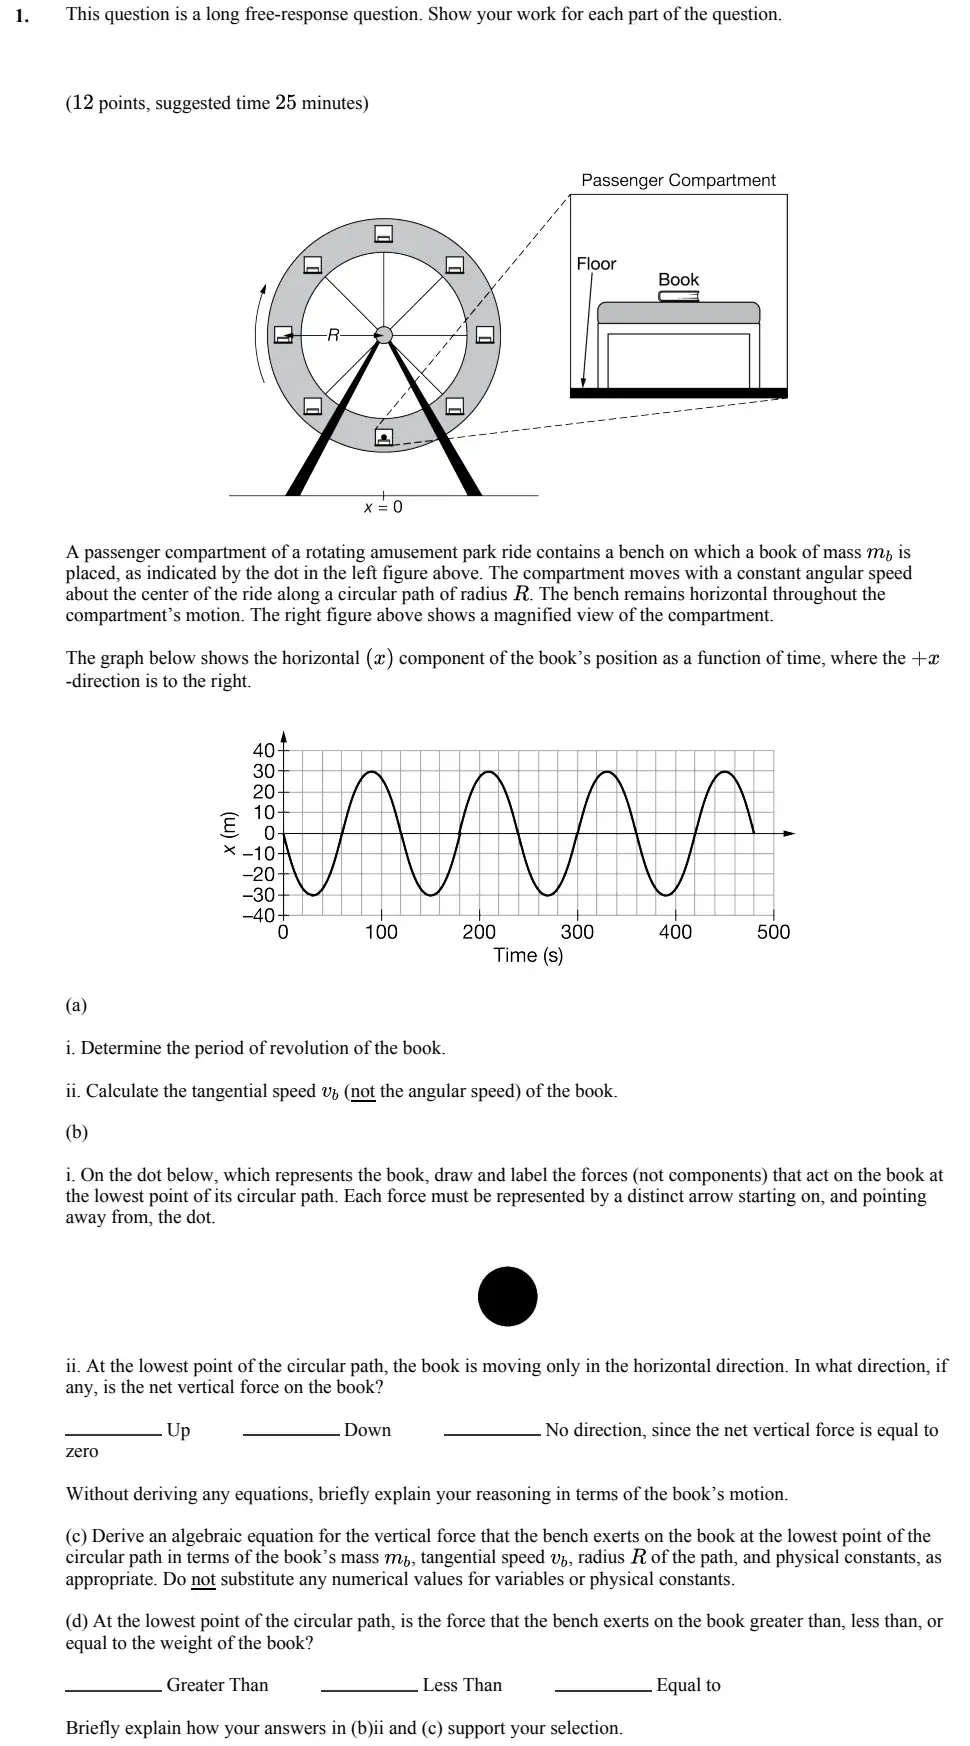 1. This question is a long free-response question. Show your work for each part of the question.
(12 points, suggested time 25 minutes)
Passenger Compartment
Floor
Book
R
x = 0
A passenger compartment of a rotating amusement park ride contains a bench on which a book of mass m_b is
placed, as indicated by the dot in the left figure above. The compartment moves with a constant angular speed
about the center of the ride along a circular path of radius R. The bench remains horizontal throughout the
compartment's motion. The right figure above shows a magnified view of the compartment.
The graph below shows the horizontal (x) component of the book's position as a function of time, where the +x
-direction is to the right.
40
30
20
10
0
−10
−20
−30
−40
x (m)
0 100 200 300 400 500
Time (s)
(a)
i. Determine the period of revolution of the book.
ii. Calculate the tangential speed v_b (not the angular speed) of the book.
(b)
i. On the dot below, which represents the book, draw and label the forces (not components) that act on the book at
the lowest point of its circular path. Each force must be represented by a distinct arrow starting on, and pointing
away from, the dot.
ii. At the lowest point of the circular path, the book is moving only in the horizontal direction. In what direction, if
any, is the net vertical force on the book?
__________ Up __________ Down __________ No direction, since the net vertical force is equal to
zero
Without deriving any equations, briefly explain your reasoning in terms of the book's motion.
(c) Derive an algebraic equation for the vertical force that the bench exerts on the book at the lowest point of the
circular path in terms of the book's mass m_b, tangential speed v_b, radius R of the path, and physical constants, as
appropriate. Do not substitute any numerical values for variables or physical constants.
(d) At the lowest point of the circular path, is the force that the bench exerts on the book greater than, less than, or
equal to the weight of the book?
__________ Greater Than __________ Less Than __________ Equal to
Briefly explain how your answers in (b)ii and (c) support your selection.